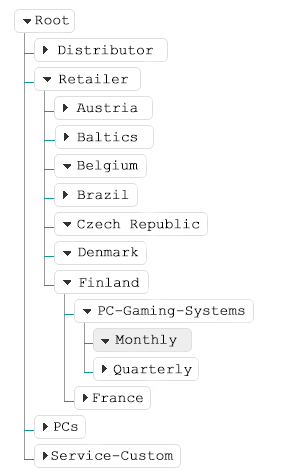 Root
Distributor
Retailer
Austria
Baltics
Belgium
Brazil
Czech Republic
Denmark
Finland
PC-Gaming-Systems
Monthly
Quarterly
France
PCs
Service-Custom